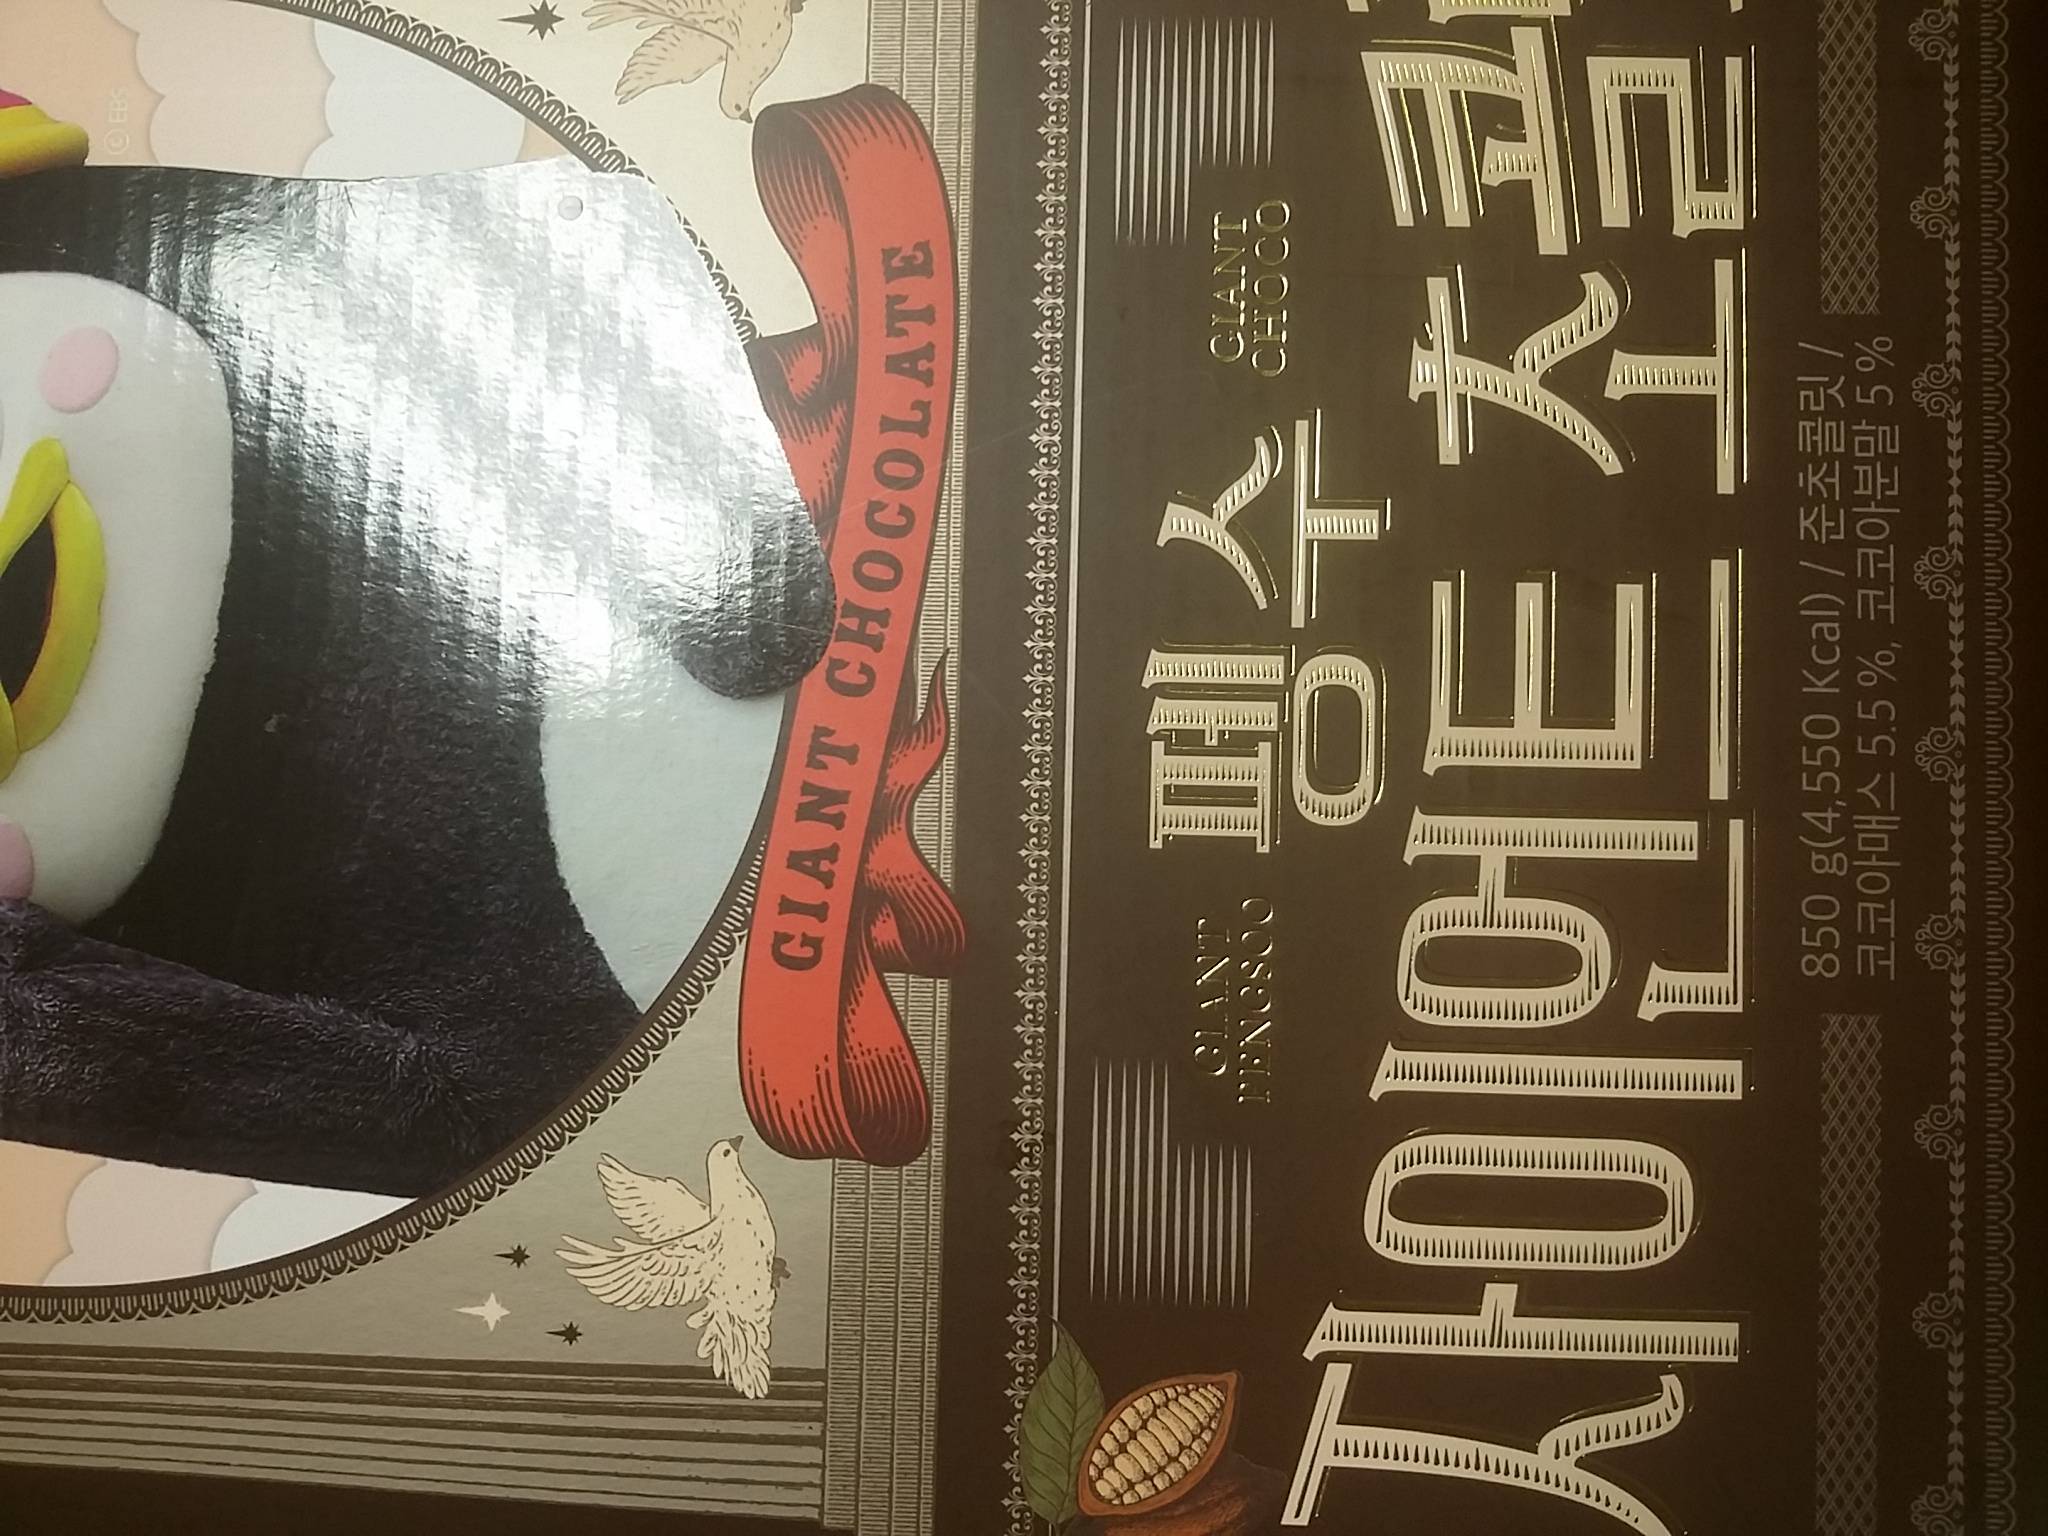 © EBS
GIANT CHOCOLATE
GIANT PENGSOO
펭수
GIANT CHOCO
자이언트 초콜
850 g(4,550 Kcal) / 준초콜릿 /
코코아매스 5.5 %, 코코아분말 5 %